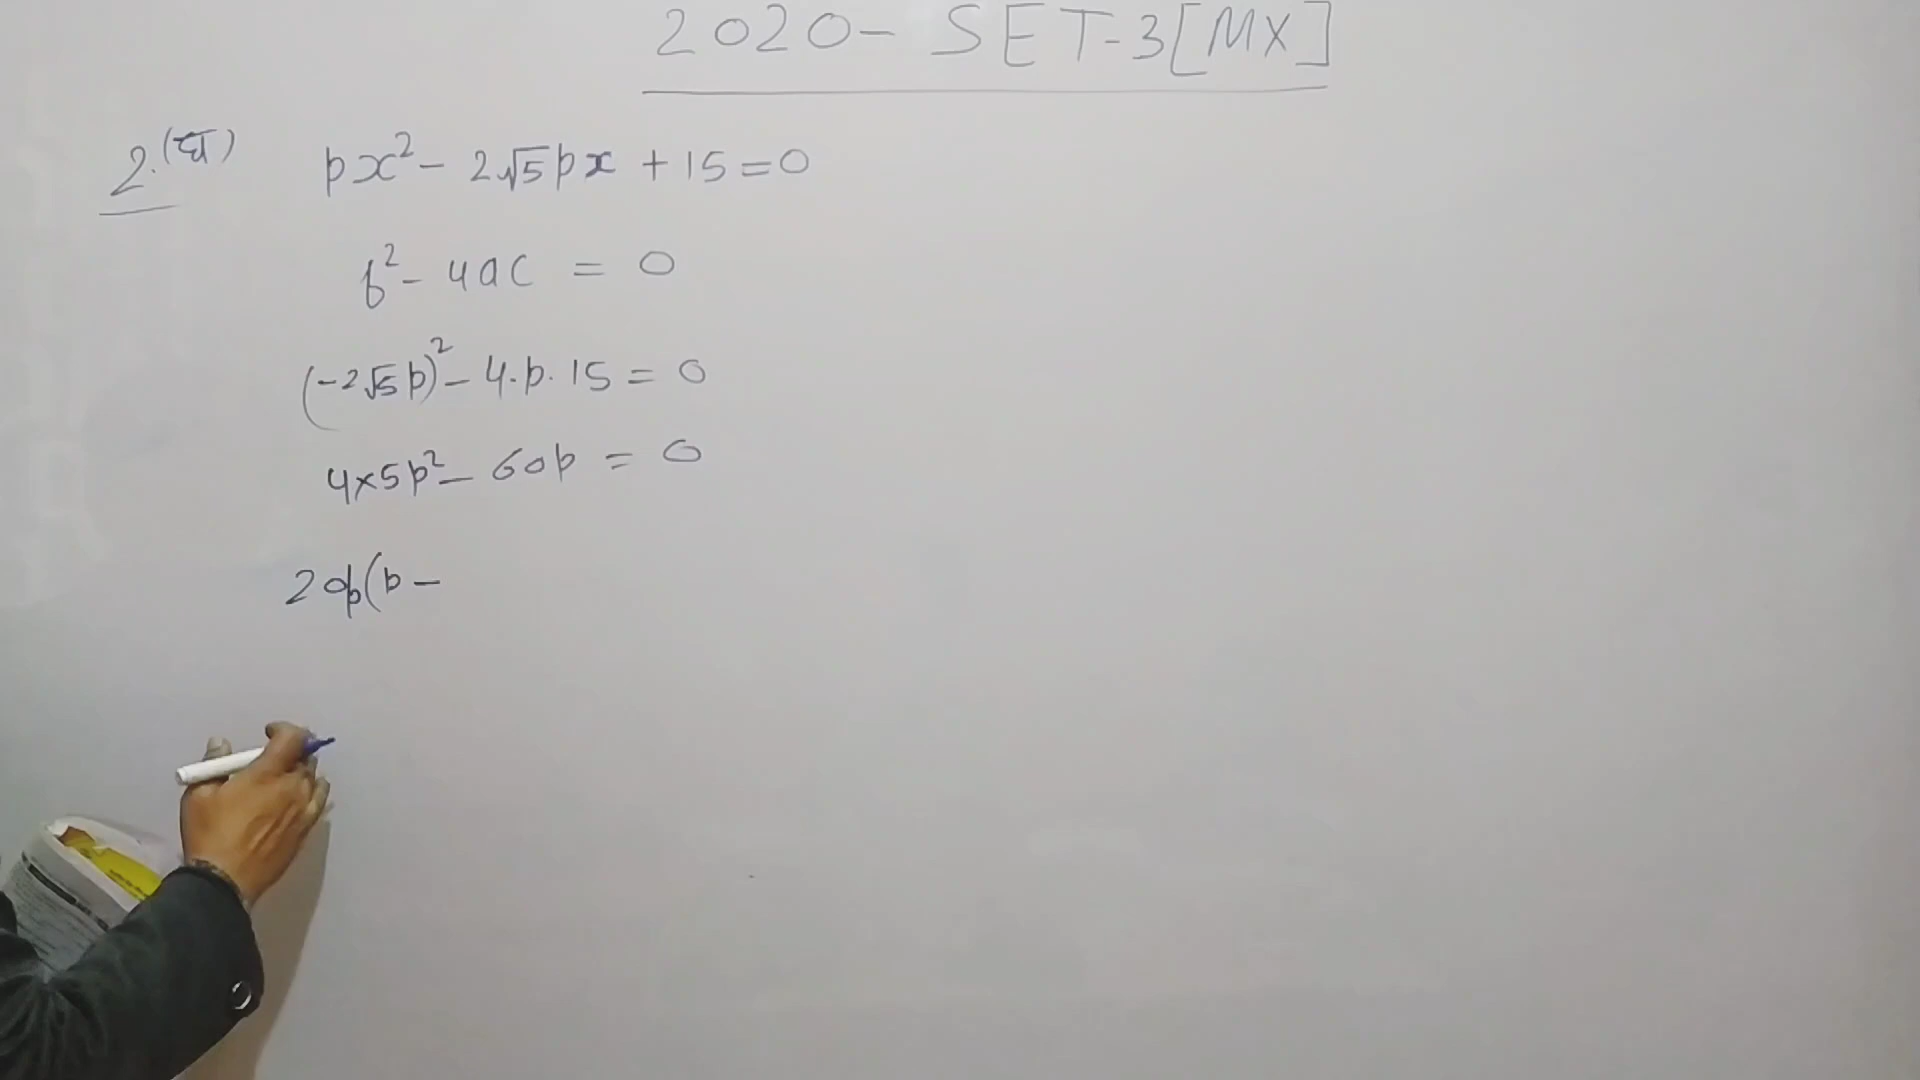 2020- SET-3[MX]
2.(घ) px² - 2√5px + 15 = 0
b² - 4ac = 0
(-2√5p)² - 4.p.15 = 0
4×5p² - 60p = 0
20p(p -